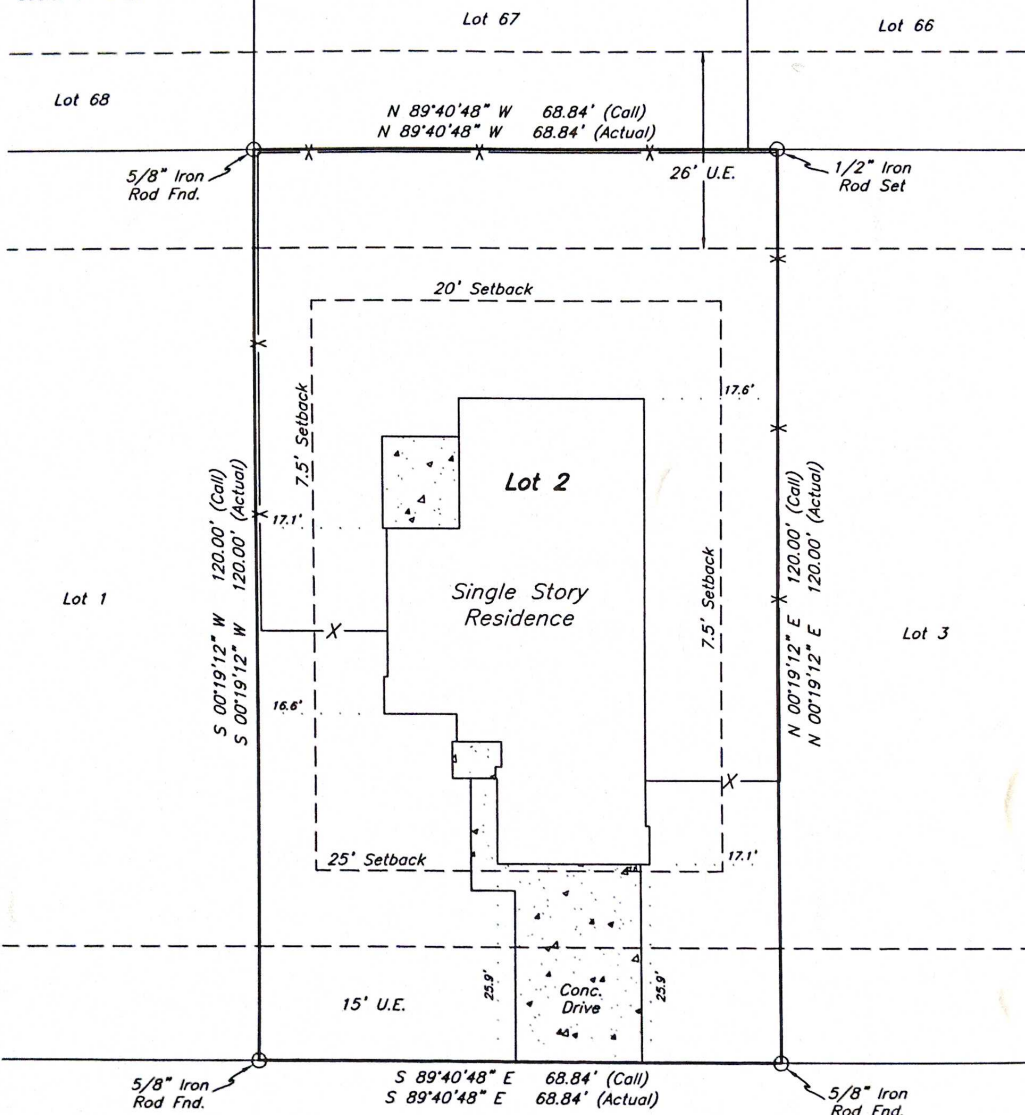 Lot 67
Lot 66
Lot 68
N 89°40'48" W 68.84' (Call)
N 89°40'48" W 68.84' (Actual)
5/8" Iron
Rod Fnd.
26' U.E.
1/2" Iron
Rod Set
20' Setback
17.6'
7.5' Setback
Lot 2
S 00°19'12" W 120.00' (Call)
S 00°19'12" W 120.00' (Actual)
17.1'
N 00°19'12" E 120.00' (Call)
N 00°19'12" E 120.00' (Actual)
7.5' Setback
Single Story
Residence
Lot 1
Lot 3
16.6'
25' Setback
17.1'
25.9'
25.9'
15' U.E.
Conc.
Drive
5/8" Iron
Rod Fnd.
S 89°40'48" E 68.84' (Call)
S 89°40'48" E 68.84' (Actual)
5/8" Iron
Rod Fnd.